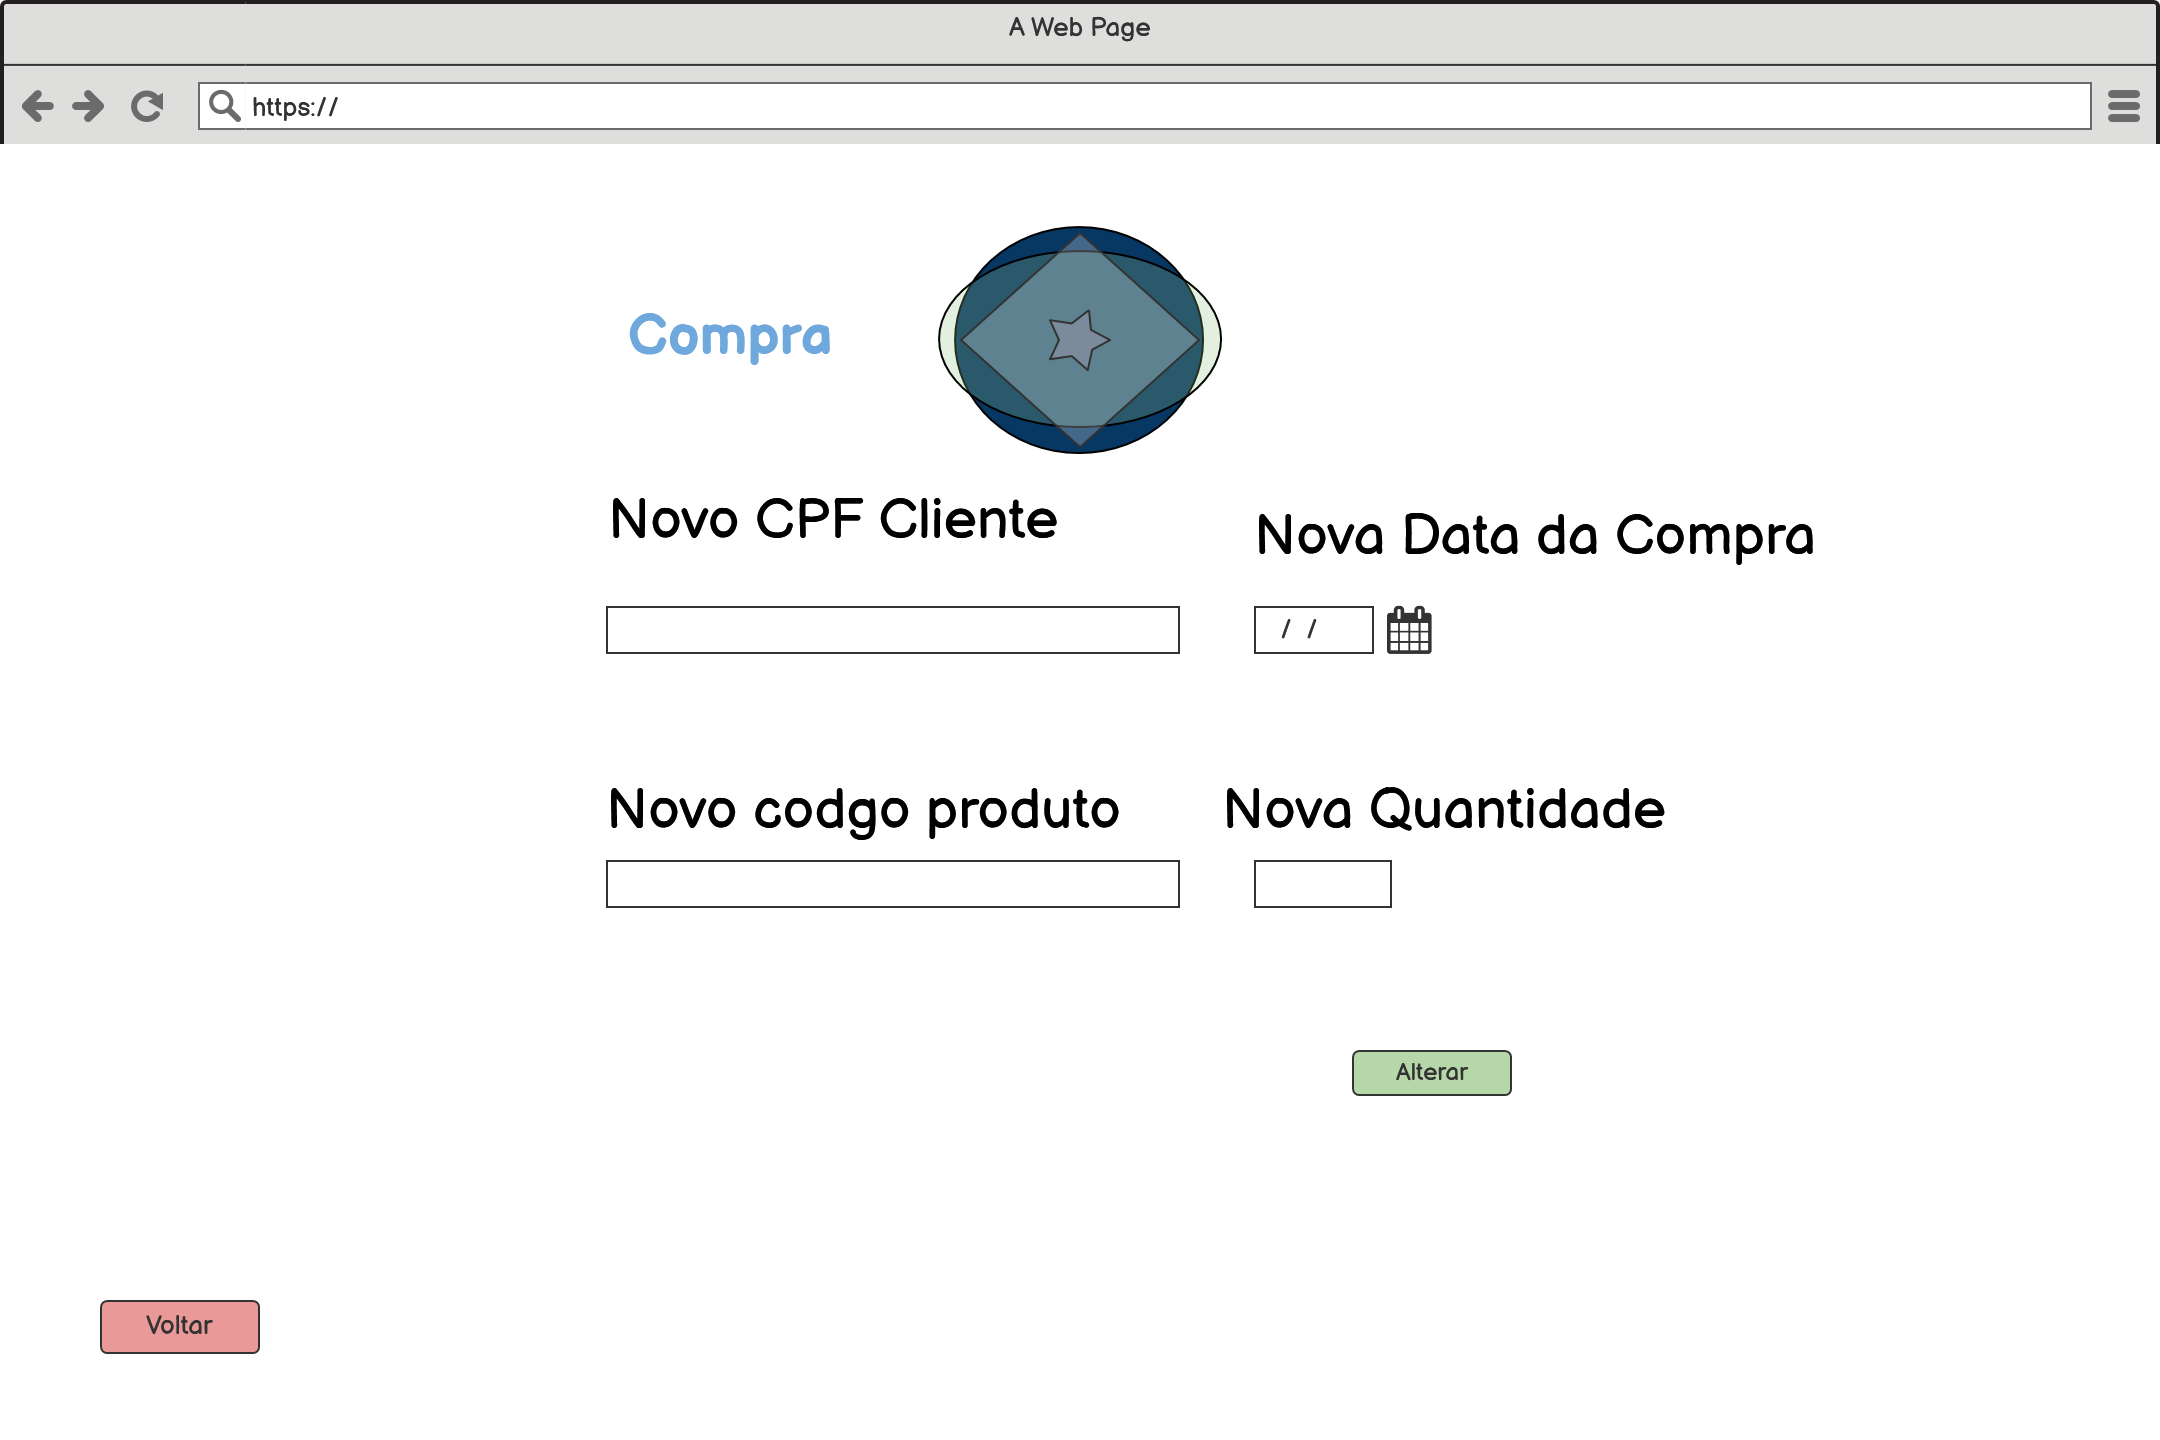 A Web Page
https://
Compra
Novo CPF Cliente
Nova Data da Compra
/ /
Novo codgo produto
Nova Quantidade
Alterar
Voltar